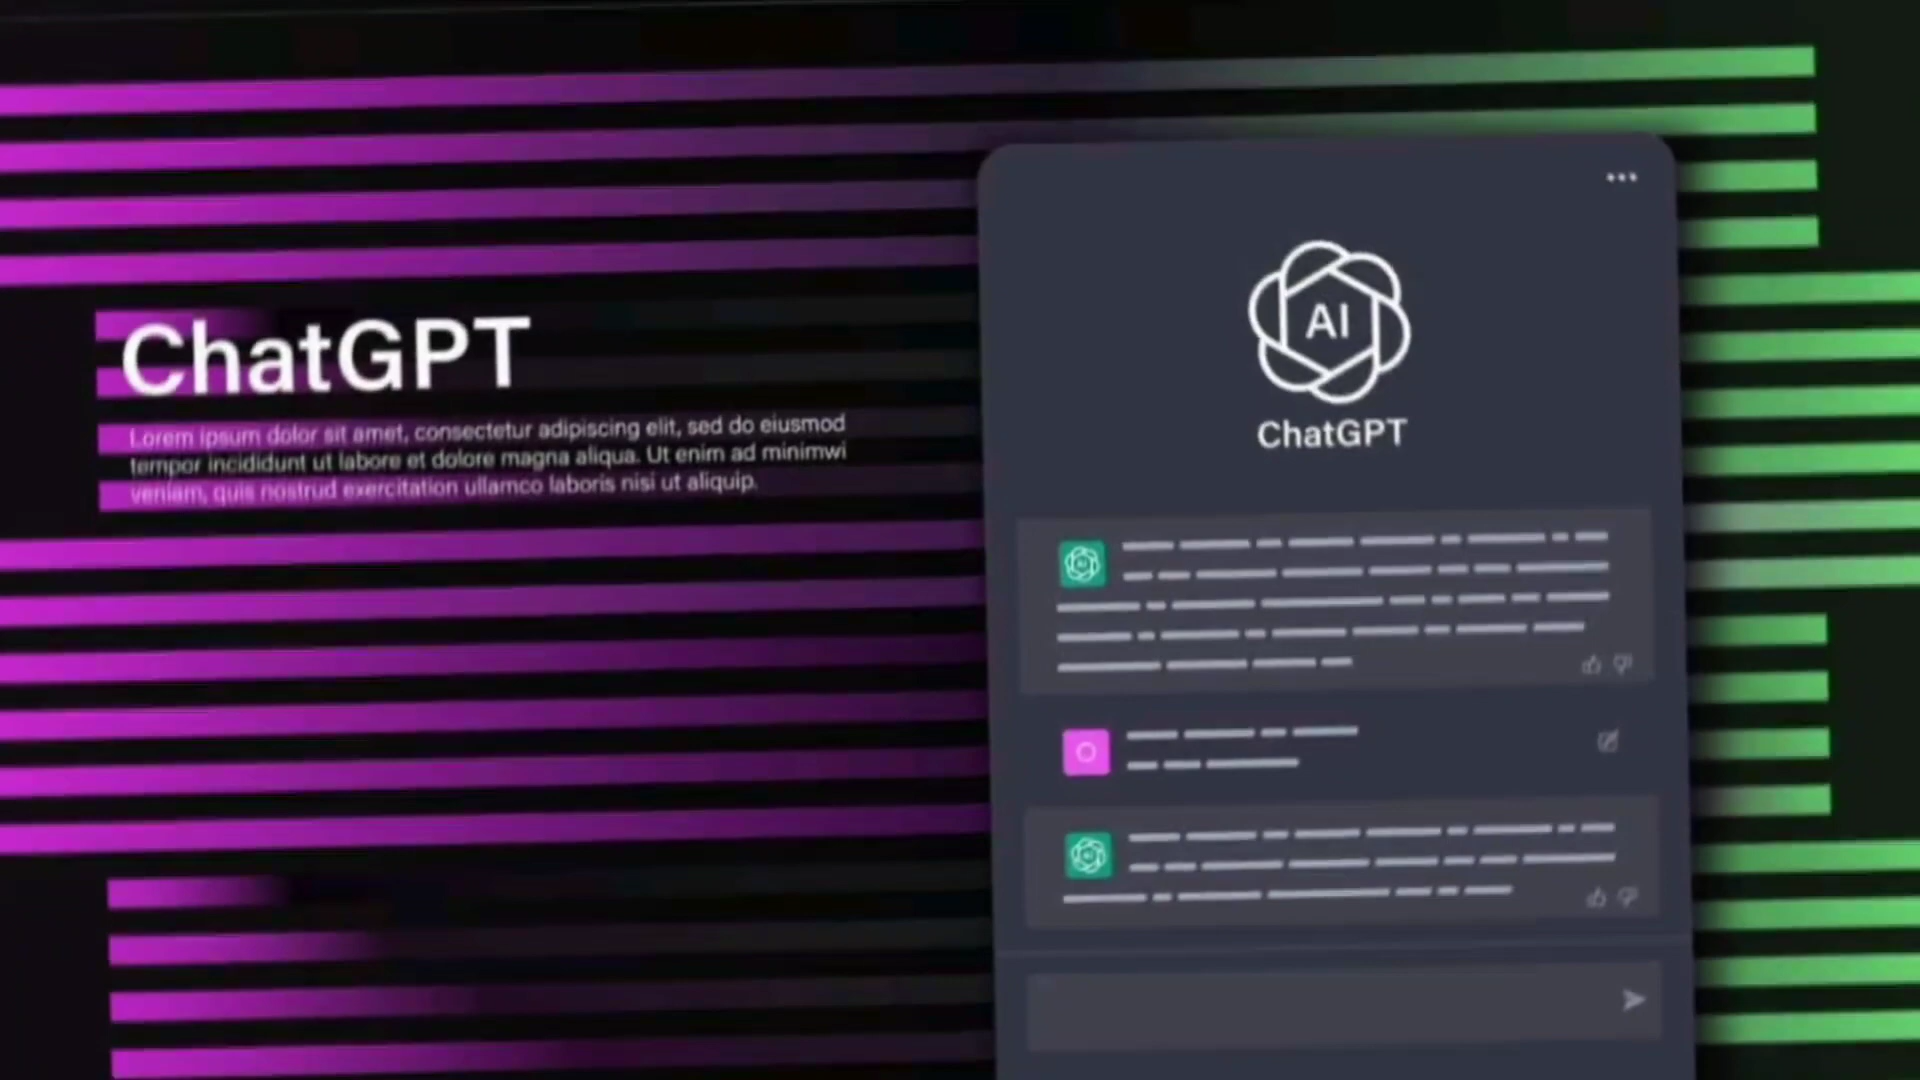 ChatGPT
Lorem ipsum dolor sit amet, consectetur adipiscing elit, sed do eiusmod
tempor incididunt ut labore et dolore magna aliqua. Ut enim ad minimwi
veniam, quis nostrud exercitation ullamco laboris nisi ut aliquip.
AI
ChatGPT